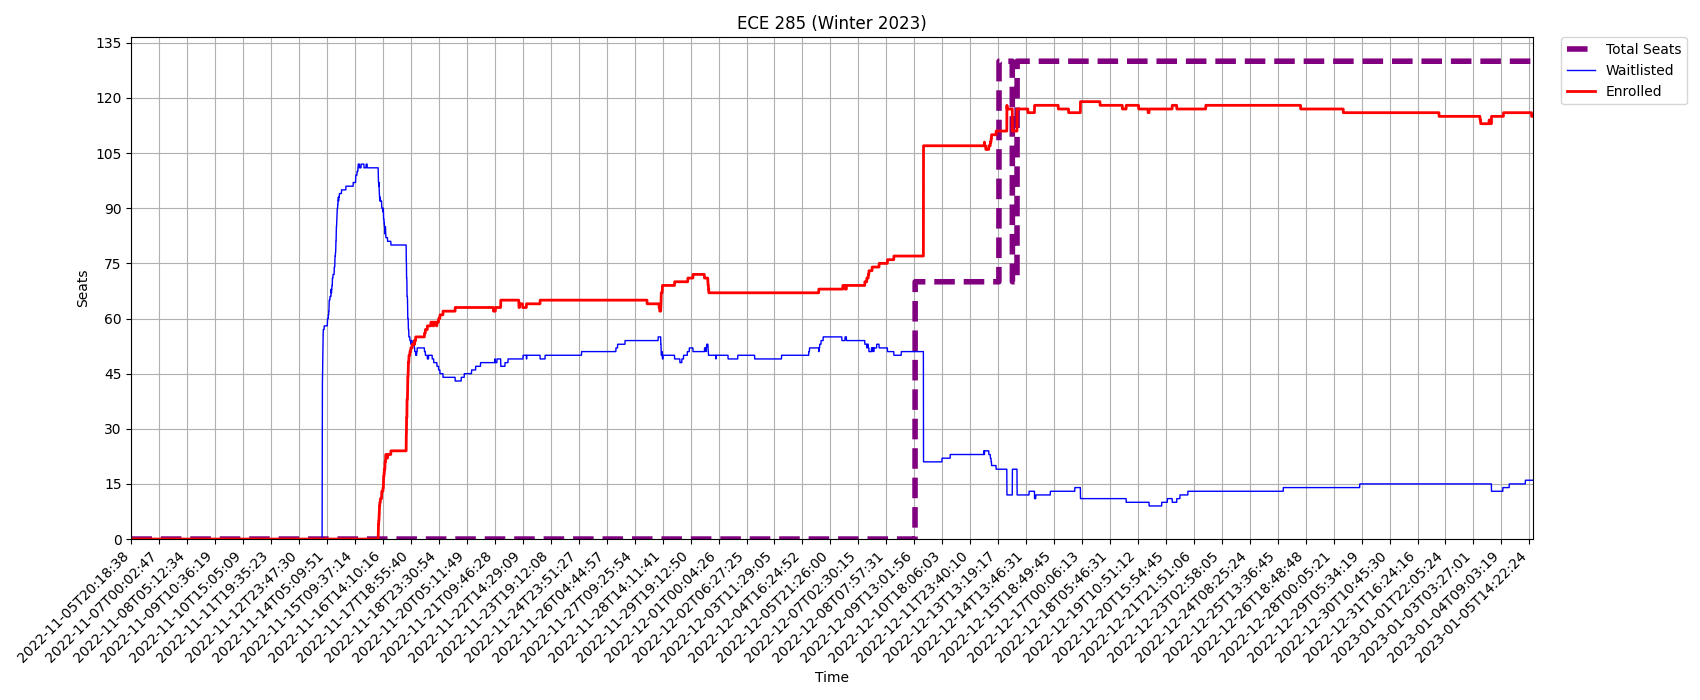 ECE 285 (Winter 2023)
135
120
105
90
75
60
45
30
15
0
Seats
Total Seats
Waitlisted
Enrolled
2022-11-05T20:18:38
2022-11-07T00:02:47
2022-11-08T05:12:34
2022-11-09T10:36:19
2022-11-10T15:05:09
2022-11-11T19:35:23
2022-11-12T23:47:30
2022-11-14T05:09:51
2022-11-15T09:37:14
2022-11-16T14:10:16
2022-11-17T18:55:40
2022-11-18T23:30:54
2022-11-20T05:11:49
2022-11-21T09:46:28
2022-11-22T14:29:09
2022-11-23T19:12:08
2022-11-24T23:51:27
2022-11-26T04:44:57
2022-11-27T09:25:54
2022-11-28T14:11:41
2022-11-29T19:12:50
2022-12-01T00:04:26
2022-12-02T06:27:25
2022-12-03T11:29:05
2022-12-04T16:24:52
2022-12-05T21:26:00
2022-12-07T02:30:15
2022-12-08T07:57:31
2022-12-09T13:01:56
2022-12-10T18:06:03
2022-12-11T23:40:10
2022-12-13T13:19:17
2022-12-14T13:46:31
2022-12-15T18:49:45
2022-12-17T00:06:13
2022-12-18T05:46:31
2022-12-19T10:51:12
2022-12-20T15:54:45
2022-12-21T21:51:06
2022-12-23T02:58:05
2022-12-24T08:25:24
2022-12-25T13:36:45
2022-12-26T18:48:48
2022-12-28T00:05:21
2022-12-29T05:34:19
2022-12-30T10:45:30
2022-12-31T16:24:16
2023-01-01T22:05:24
2023-01-03T03:27:01
2023-01-04T09:03:19
2023-01-05T14:22:24
Time